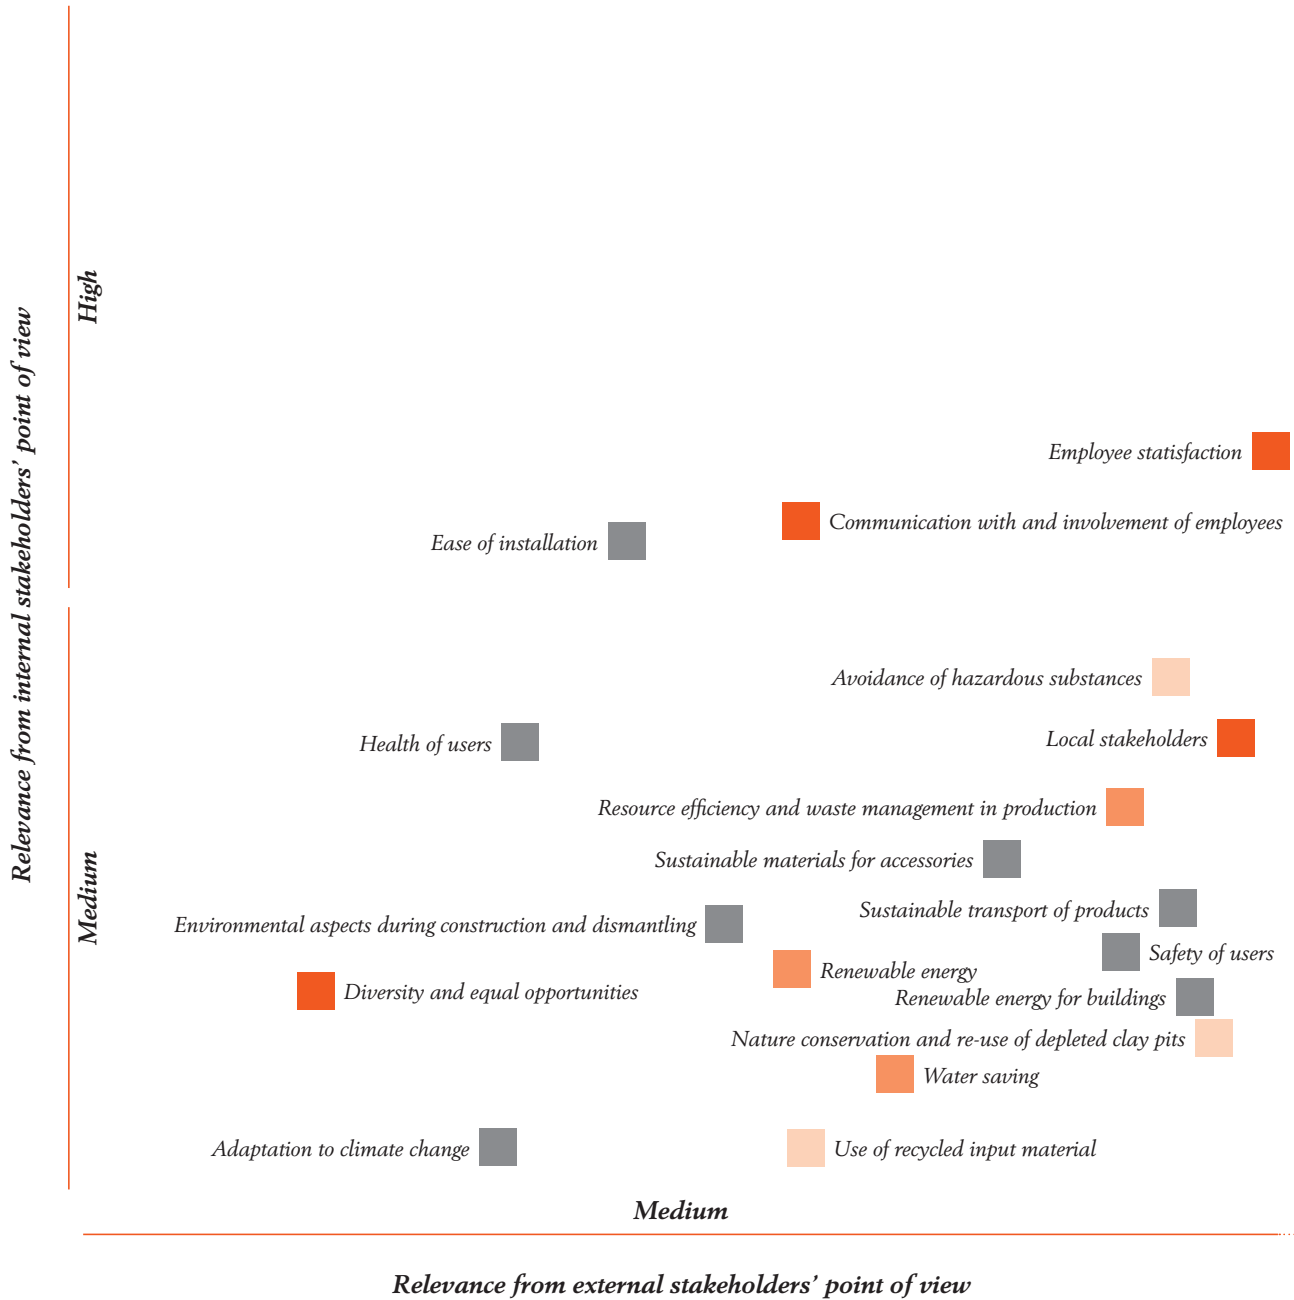 Relevance from internal stakeholders' point of view
High
Employee statisfaction
Communication with and involvement of employees
Ease of installation
Avoidance of hazardous substances
Local stakeholders
Health of users
Resource efficiency and waste management in production
Sustainable materials for accessories
Medium
Sustainable transport of products
Environmental aspects during construction and dismantling
Safety of users
Renewable energy
Diversity and equal opportunities
Renewable energy for buildings
Nature conservation and re-use of depleted clay pits
Water saving
Adaptation to climate change
Use of recycled input material
Medium
Relevance from external stakeholders' point of view